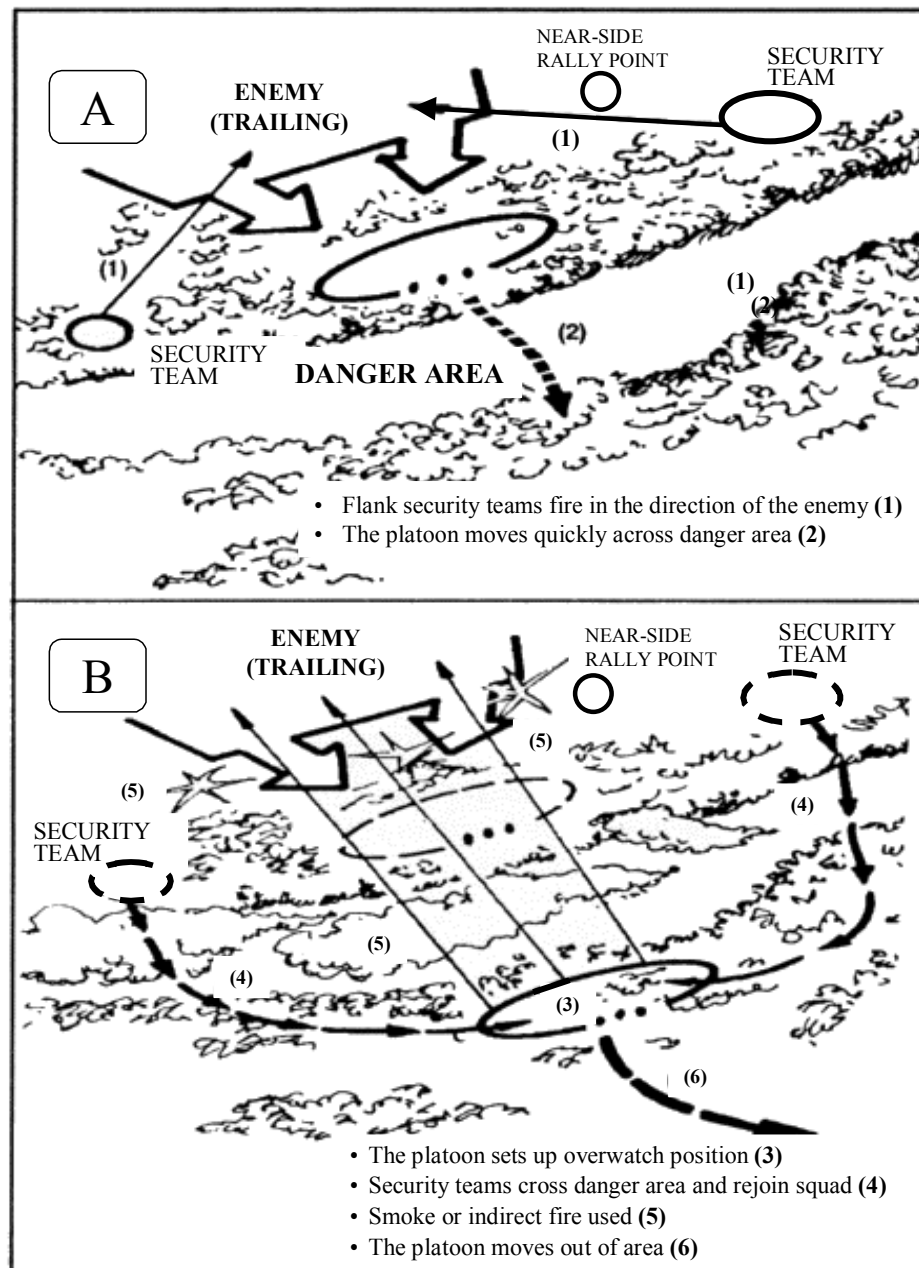 A
ENEMY
(TRAILING)
NEAR-SIDE
RALLY POINT
SECURITY
TEAM
(1)
(1)
(1)
(2)
(2)
SECURITY
TEAM
DANGER AREA
• Flank security teams fire in the direction of the enemy (1)
• The platoon moves quickly across danger area (2)
B
ENEMY
(TRAILING)
NEAR-SIDE
RALLY POINT
SECURITY
TEAM
(5)
(5)
(4)
SECURITY
TEAM
(5)
(4)
(3)
(6)
• The platoon sets up overwatch position (3)
• Security teams cross danger area and rejoin squad (4)
• Smoke or indirect fire used (5)
• The platoon moves out of area (6)